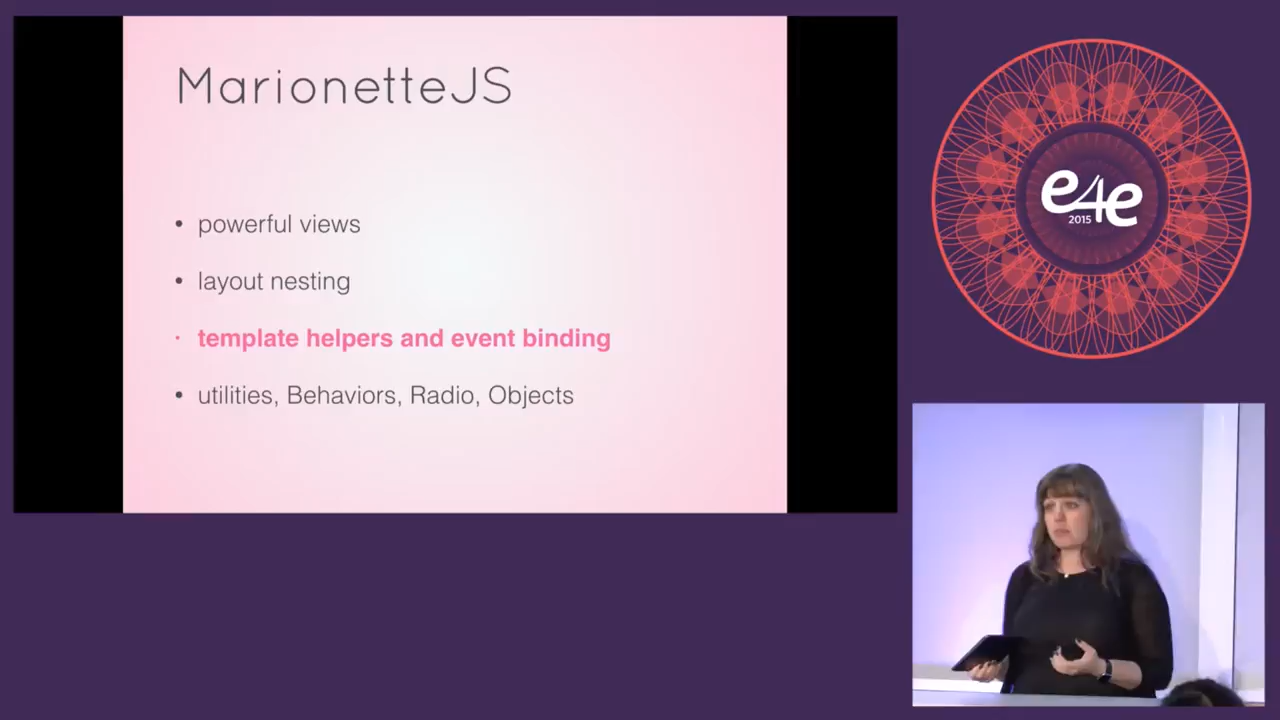 MarionetteJS
• powerful views
• layout nesting
• template helpers and event binding
• utilities, Behaviors, Radio, Objects
e4e
2015